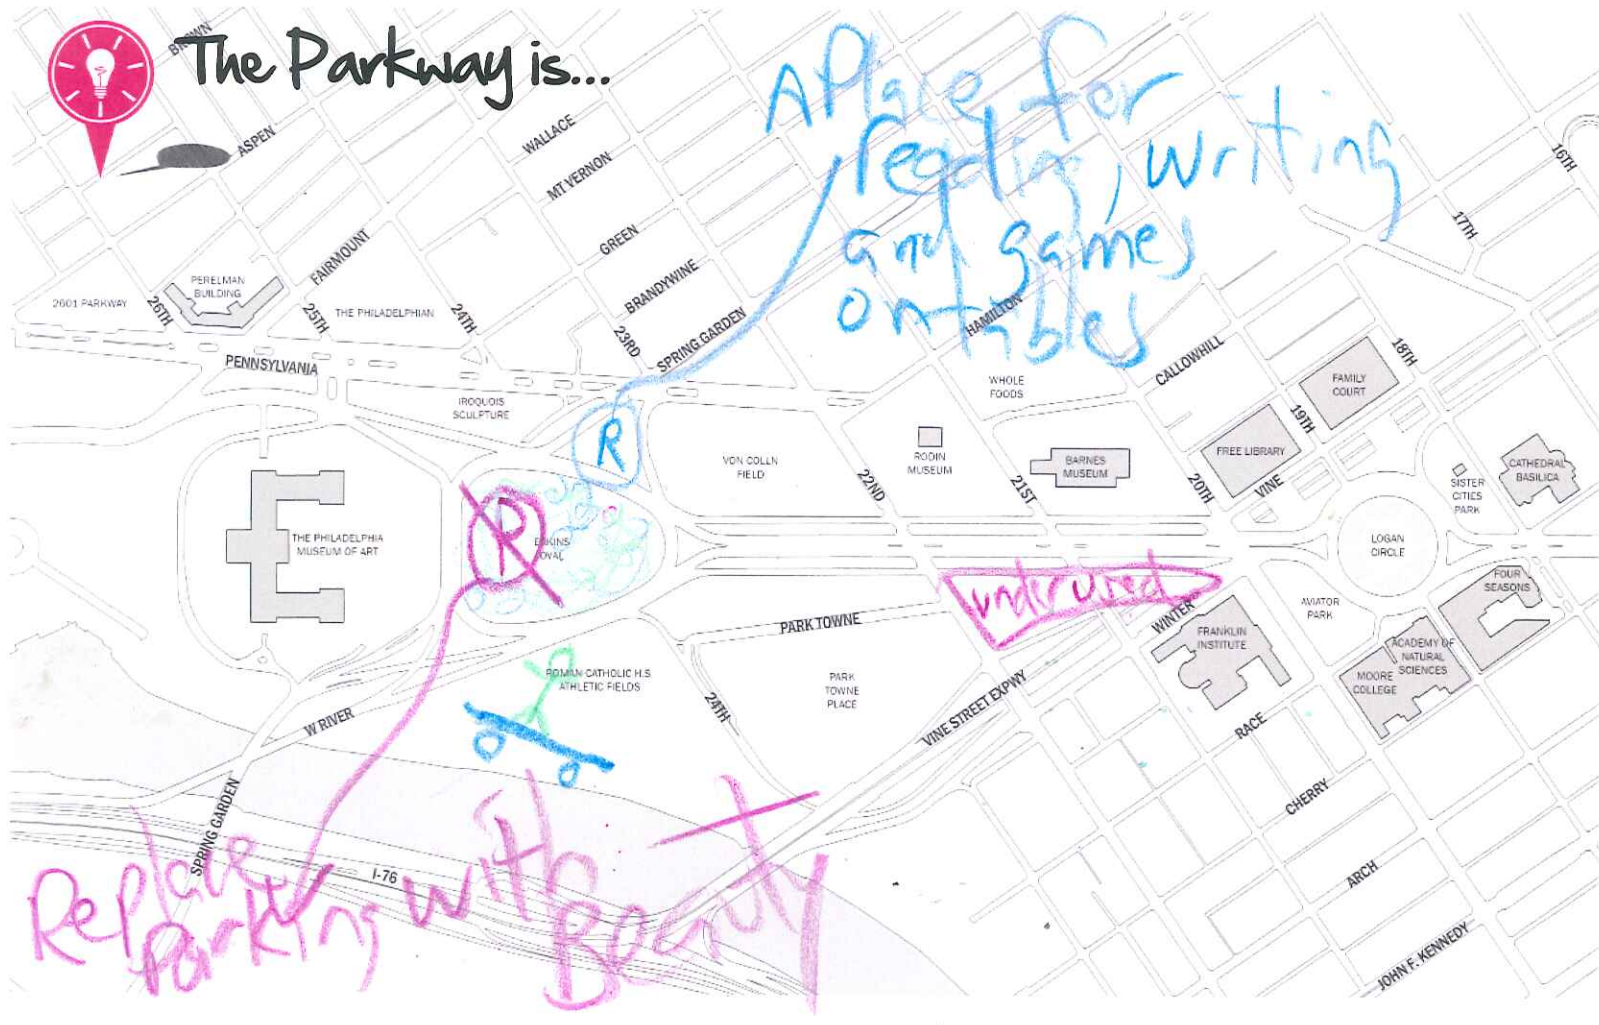 The Parkway is...
A Place for
reading, writing
and games
on tables
BROWN
ASPEN
WALLACE
MT VERNON
GREEN
FAIRMOUNT
BRANDYWINE
SPRING GARDEN
HAMILTON
CALLOWHILL
16TH
17TH
18TH
19TH
20TH
21ST
22ND
23RD
24TH
25TH
26TH
2601 PARKWAY
PERELMAN
BUILDING
THE PHILADELPHIAN
PENNSYLVANIA
IROQUOIS
SCULPTURE
WHOLE
FOODS
FAMILY
COURT
FREE LIBRARY
VINE
R
VON COLLN
FIELD
RODIN
MUSEUM
BARNES
MUSEUM
SISTER
CITIES
PARK
CATHEDRAL
BASILICA
THE PHILADELPHIA
MUSEUM OF ART
P
OVAL
LOGAN
CIRCLE
underused
FOUR
SEASONS
AVIATOR
PARK
WINTER
FRANKLIN
INSTITUTE
ACADEMY OF
NATURAL
SCIENCES
MOORE
COLLEGE
PARK TOWNE
ROMAN CATHOLIC H.S
ATHLETIC FIELDS
PARK
TOWNE
PLACE
24TH
W RIVER
VINE STREET EXPWY
RACE
CHERRY
ARCH
JOHN F. KENNEDY
SPRING GARDEN
I-76
Replace
Parking with
Beauty